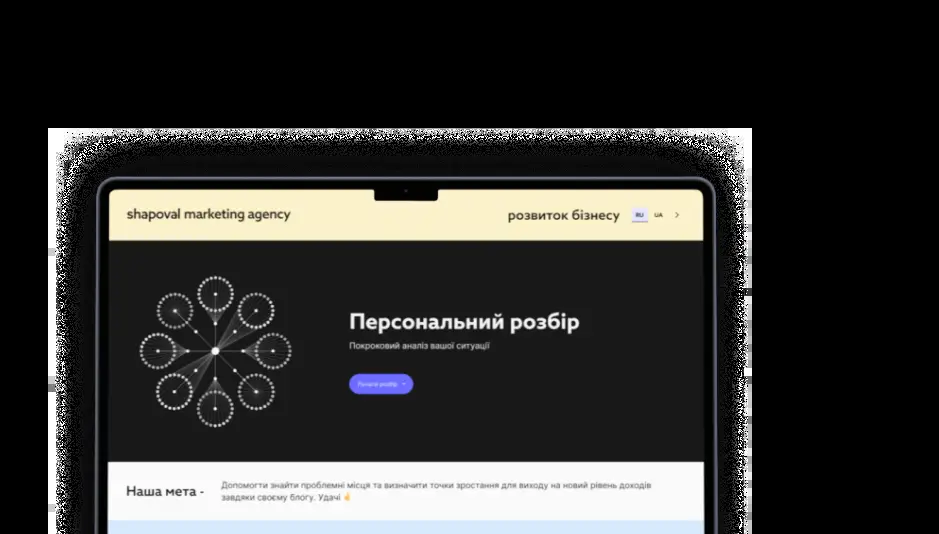 shapoval marketing agency
розвиток бізнесу
RU
UA
Персональний розбір
Покроковий аналіз вашої ситуації
Почати розбір
Наша мета -
Допомогти знайти проблемні місця та визначити точки зростання для виходу на новий рівень доходів
завдяки своєму блогу. Удачі ☝️